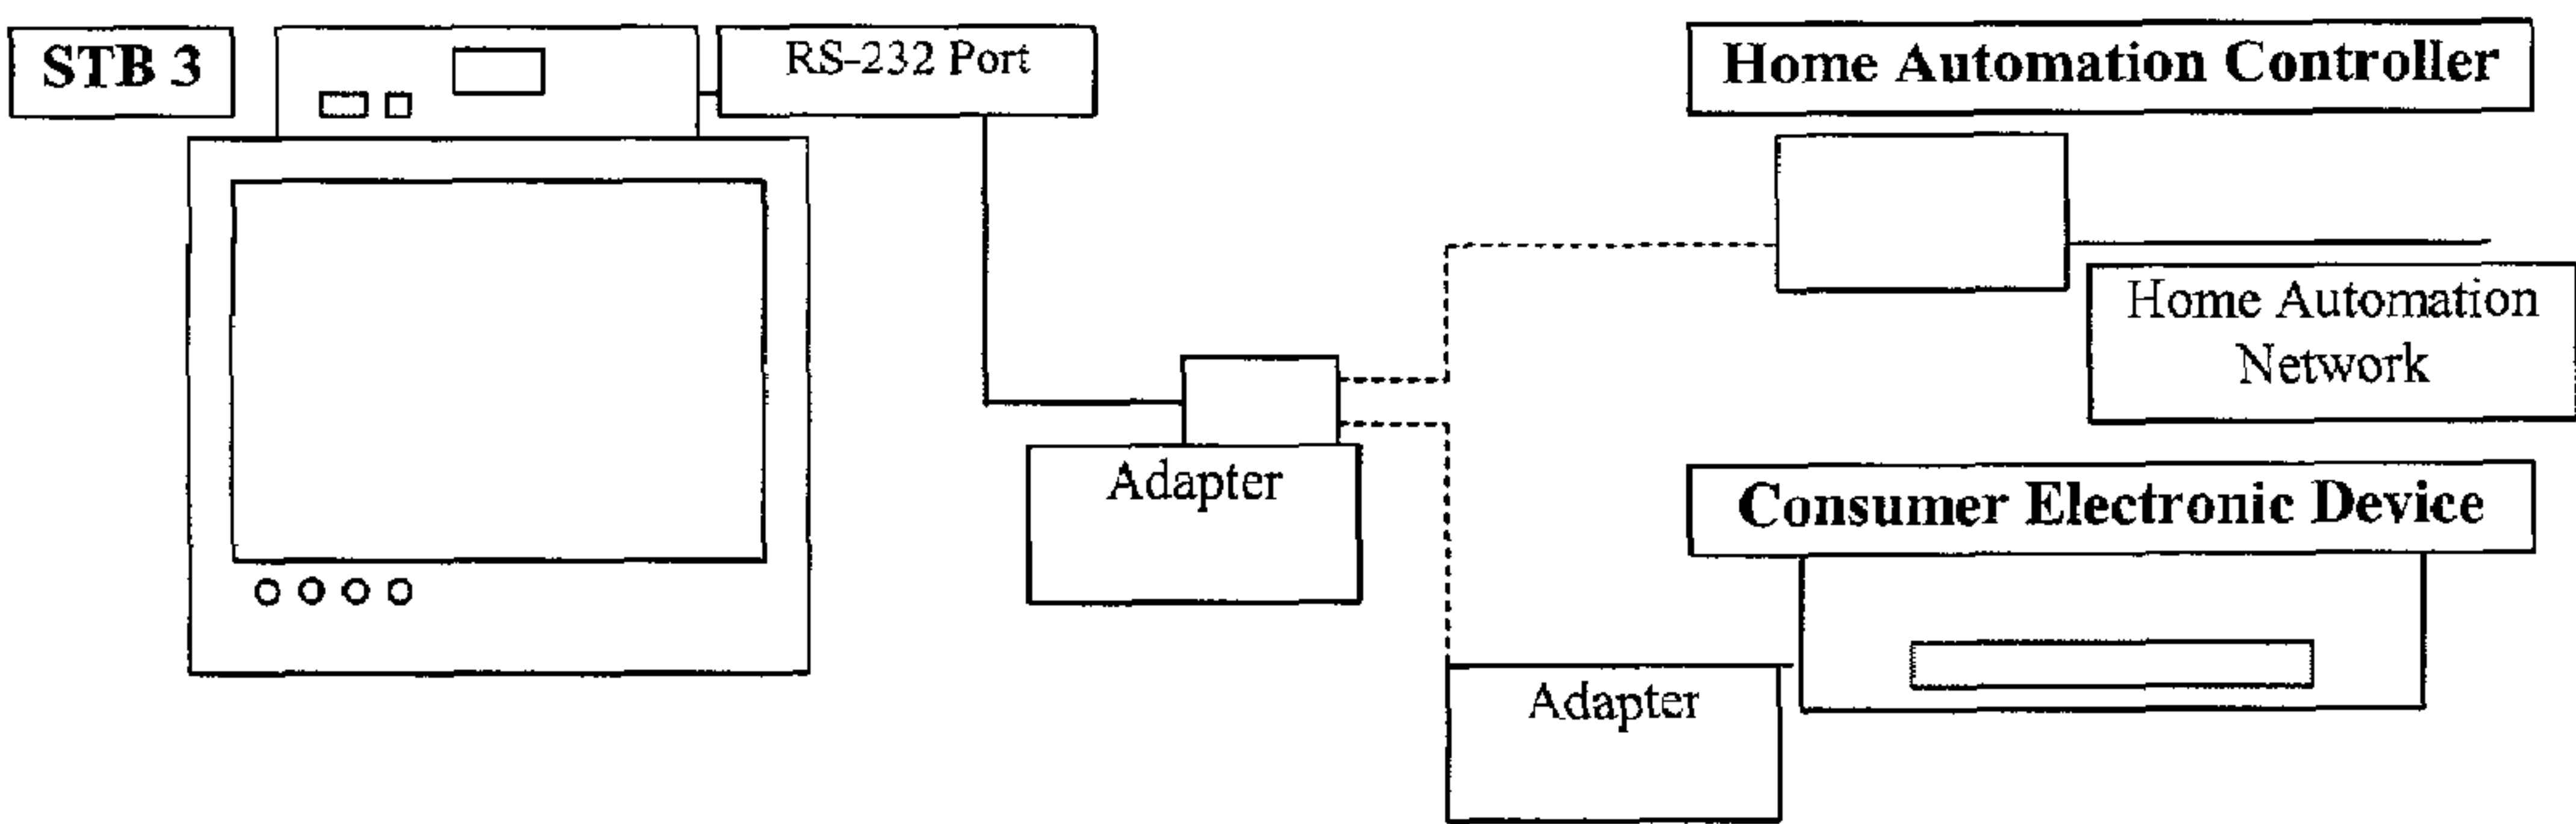 STB 3
RS-232 Port
Home Automation Controller
Home Automation
Network
Adapter
Consumer Electronic Device
Adapter